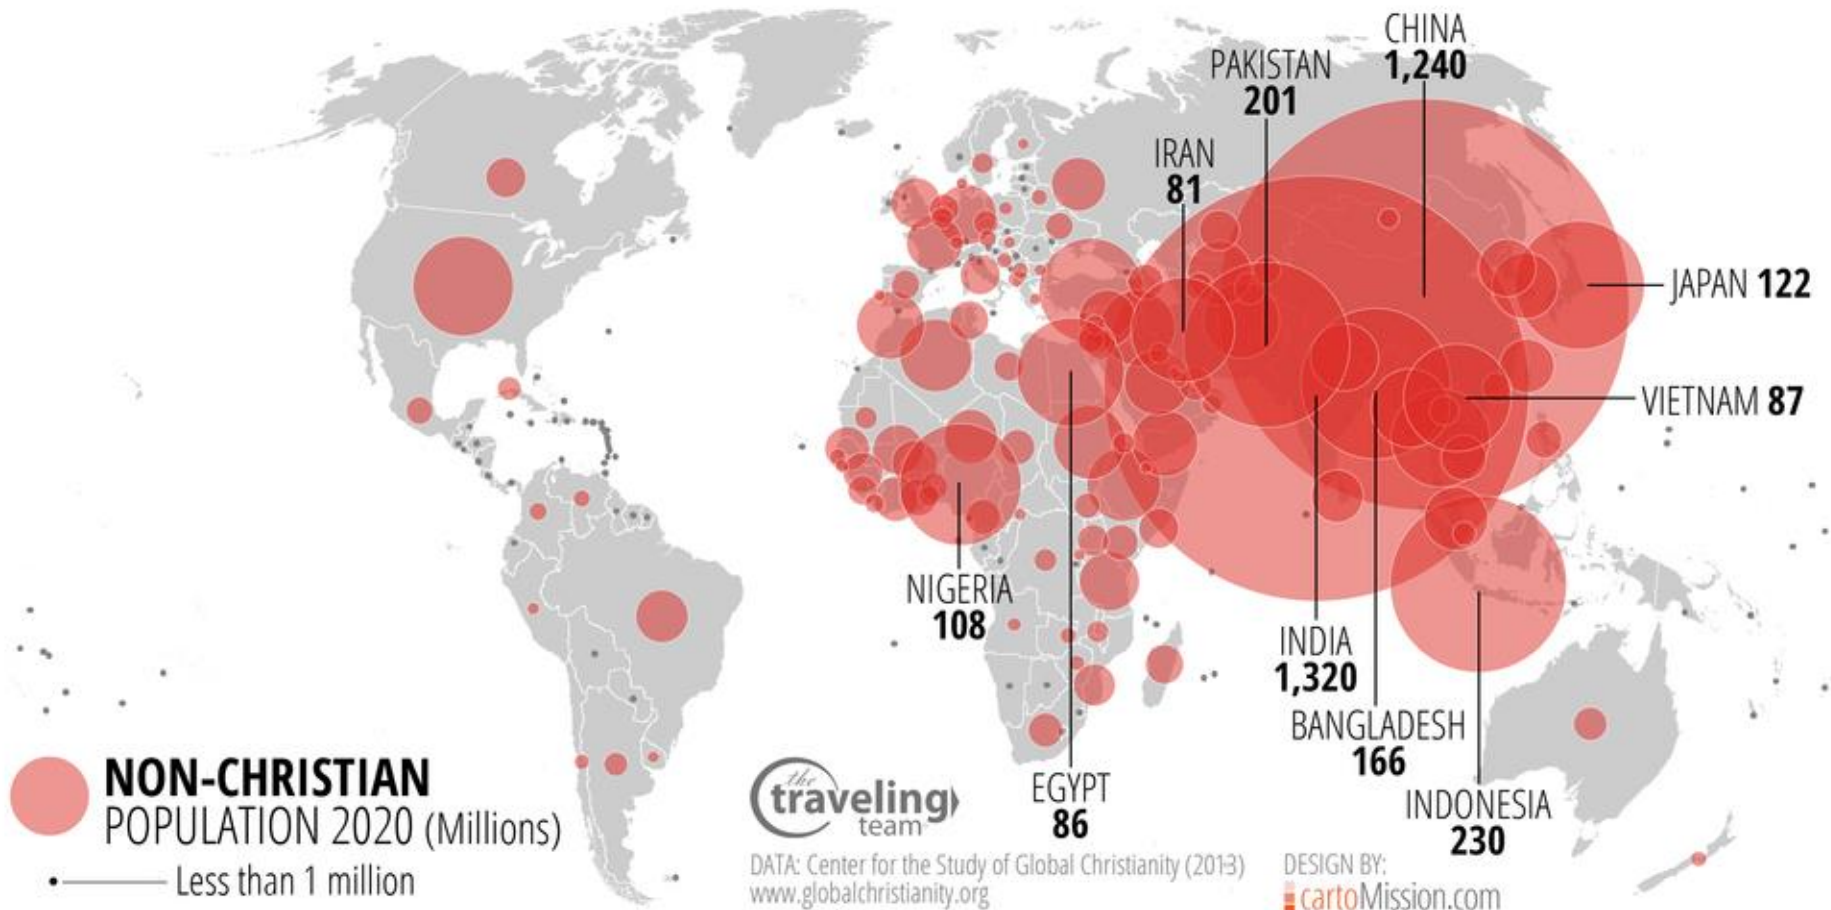 CHINA
1,240
PAKISTAN
201
IRAN
81
JAPAN 122
VIETNAM 87
NIGERIA
108
INDIA
1,320
BANGLADESH
166
EGYPT
86
INDONESIA
230
NON-CHRISTIAN
POPULATION 2020 (Millions)
Less than 1 million
the
traveling
team
DATA: Center for the Study of Global Christianity (2013)
www.globalchristianity.org
DESIGN BY:
cartoMission.com